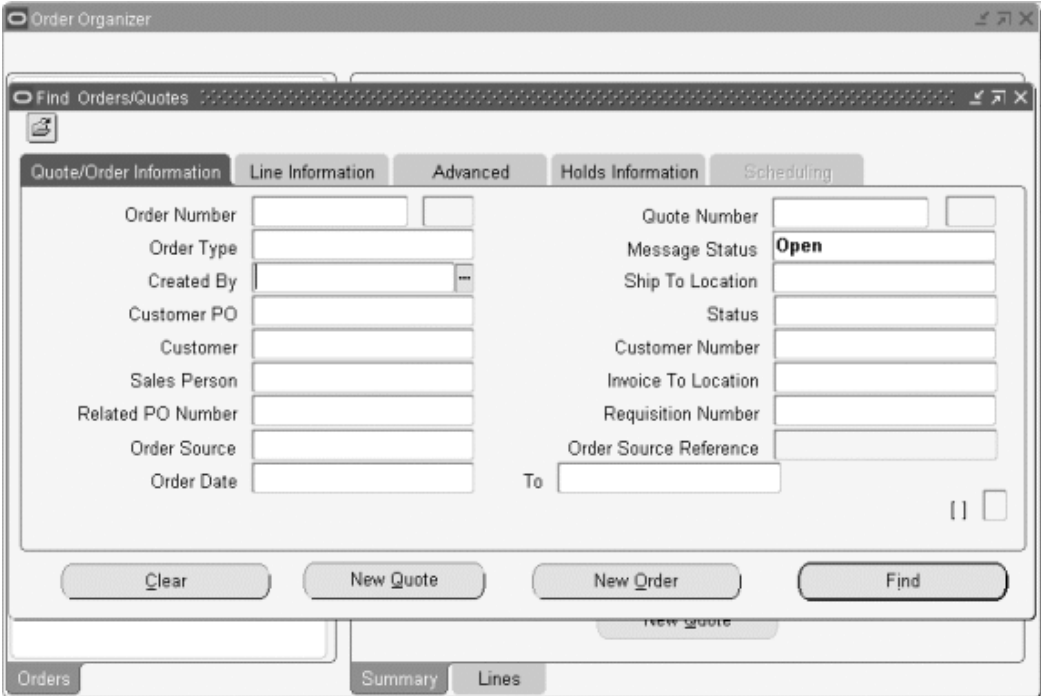 Order Organizer
Find Orders/Quotes
Quote/Order Information Line Information Advanced Holds Information Scheduling
Order Number Quote Number
Order Type Message Status Open
Created By ... Ship To Location
Customer PO Status
Customer Customer Number
Sales Person Invoice To Location
Related PO Number Requisition Number
Order Source Order Source Reference
Order Date To
[ ]
Clear New Quote New Order Find
New Quote
Orders Summary Lines